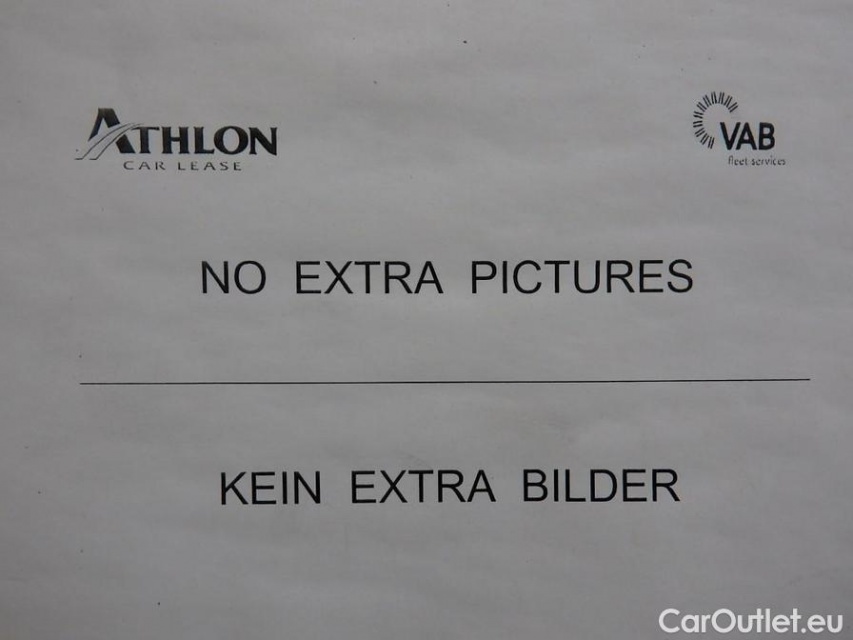 ATHLON
CAR LEASE
VAB
fleet services
NO EXTRA PICTURES
KEIN EXTRA BILDER
CarOutlet.eu